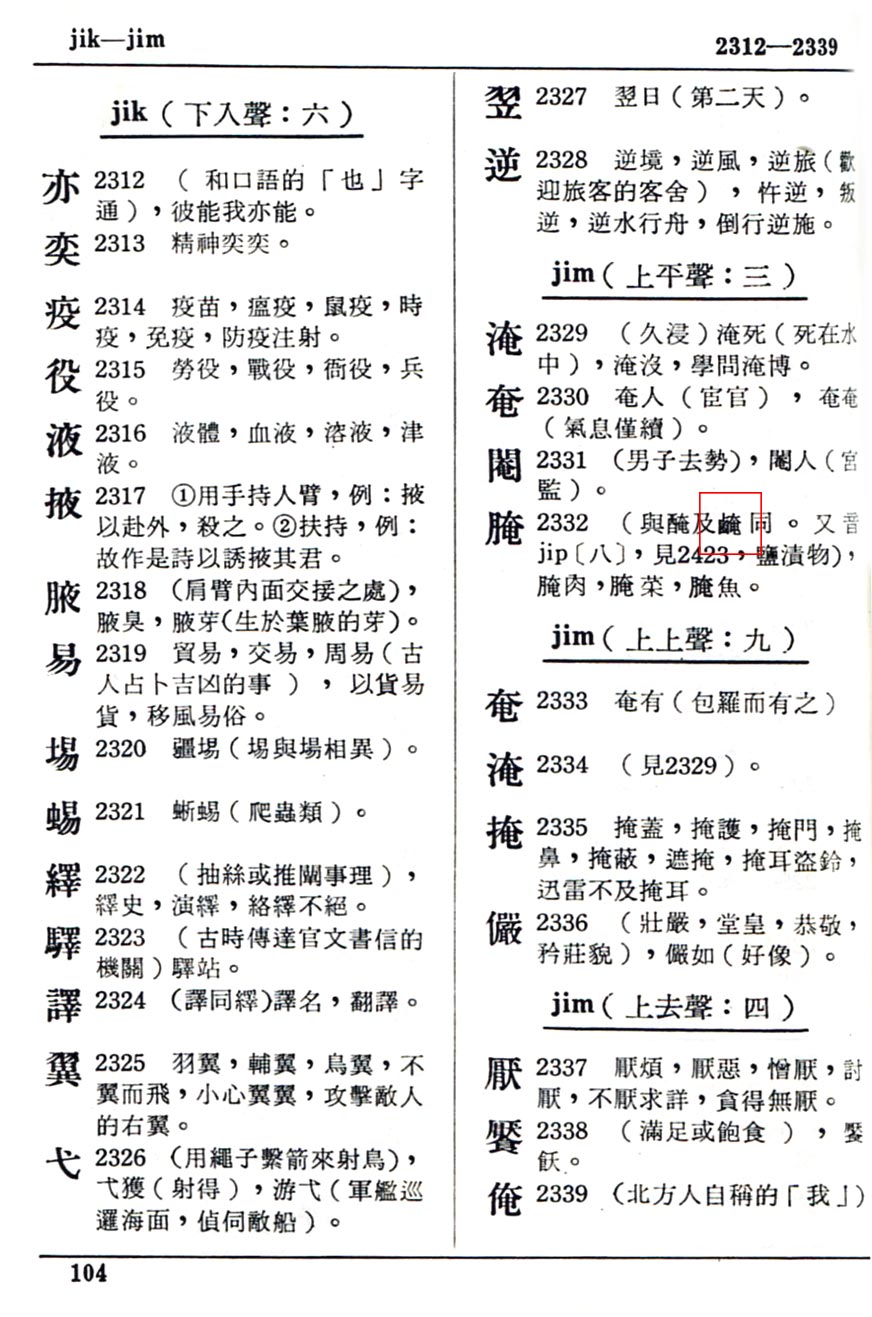 jik—jim
2312—2339
jik（下入聲：六）
亦 2312 （和口語的「也」字
通），彼能我亦能。
奕 2313 精神奕奕。
疫 2314 疫苗，瘟疫，鼠疫，時
疫，免疫，防疫注射。
役 2315 勞役，戰役，衙役，兵
役。
液 2316 液體，血液，溶液，津
液。
掖 2317 ①用手持人臂，例：掖
以赴外，殺之。②扶持，例：
故作是詩以誘掖其君。
腋 2318 （肩臂內面交接之處），
腋臭，腋芽(生於葉腋的芽)。
易 2319 貿易，交易，周易（古
人占卜吉凶的事），以貨易
貨，移風易俗。
埸 2320 疆埸（埸與場相異）。
蜴 2321 蜥蜴（爬蟲類）。
繹 2322 （抽絲或推闡事理），
繹史，演繹，絡繹不絕。
驛 2323 （古時傳達官文書信的
機關）驛站。
譯 2324 （譯同繹)譯名，翻譯。
翼 2325 羽翼，輔翼，鳥翼，不
翼而飛，小心翼翼，攻擊敵人
的右翼。
弋 2326 （用繩子繫箭來射鳥)，
弋獲（射得），游弋（軍艦巡
邏海面，偵伺敵船）。
104
翌 2327 翌日（第二天）。
逆 2328 逆境，逆風，逆旅（歡
迎旅客的客舍），忤逆，叛
逆，逆水行舟，倒行逆施。
jim（上平聲：三）
淹 2329 （久浸）淹死（死在水
中），淹沒，學問淹博。
奄 2330 奄人（宦官），奄奄
（氣息僅續）。
閹 2331 （男子去勢)，閹人（宮
監）。
腌 2332 （與醃及䤶同。又音
jip〔八〕，見2423，鹽漬物)，
腌肉，腌菜，腌魚。
jim（上上聲：九）
奄 2333 奄有（包羅而有之）
淹 2334 （見2329）。
掩 2335 掩蓋，掩護，掩門，掩
鼻，掩蔽，遮掩，掩耳盜鈴，
迅雷不及掩耳。
儼 2336 （壯嚴，堂皇，恭敬，
矜莊貌），儼如（好像）。
jim（上去聲：四）
厭 2337 厭煩，厭惡，憎厭，討
厭，不厭求詳，貪得無厭。
饜 2338 （滿足或飽食），饜
飫。
俺 2339 （北方人自稱的「我」）